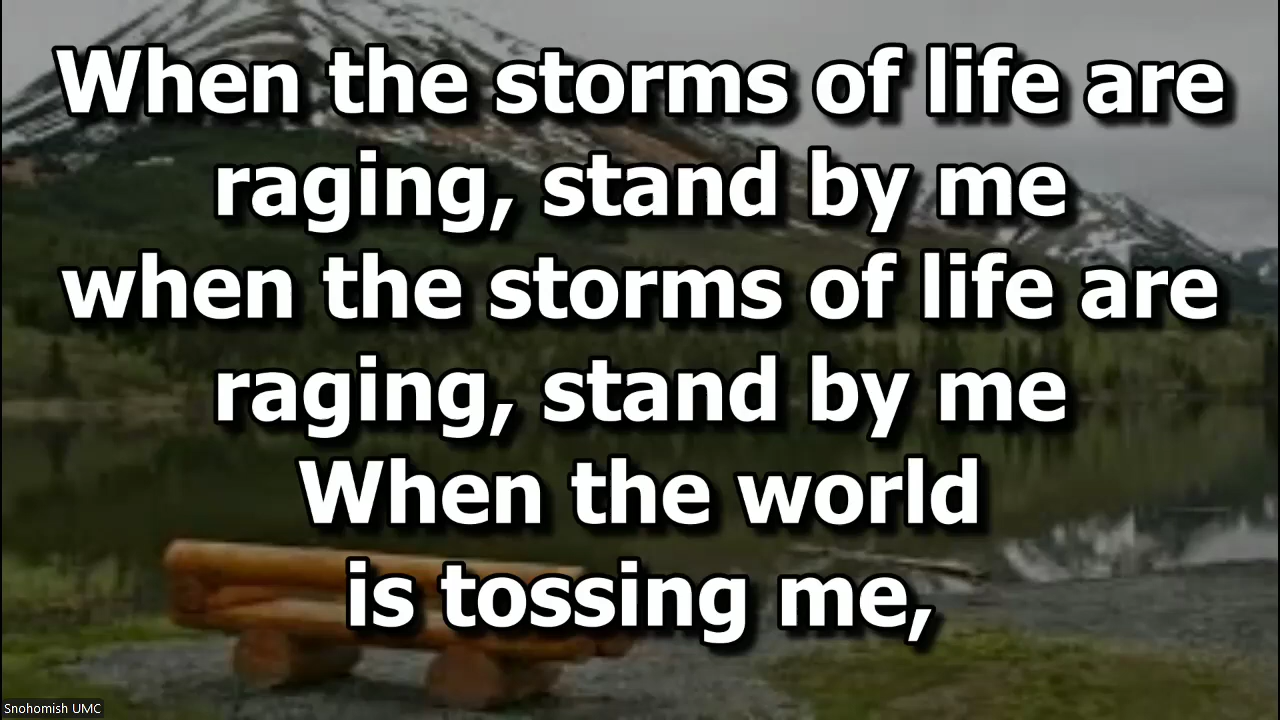 When the storms of life are
raging, stand by me
when the storms of life are
raging, stand by me
When the world
is tossing me,
Snohomish UMC